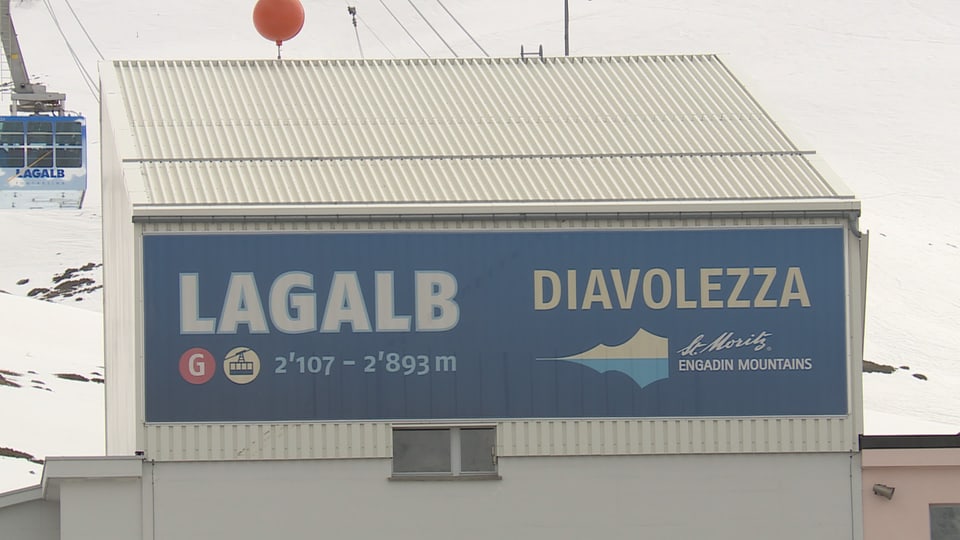 LAGALB
LAGALB
DIAVOLEZZA
G
2'107 – 2'893 m
St. Moritz®
ENGADIN MOUNTAINS